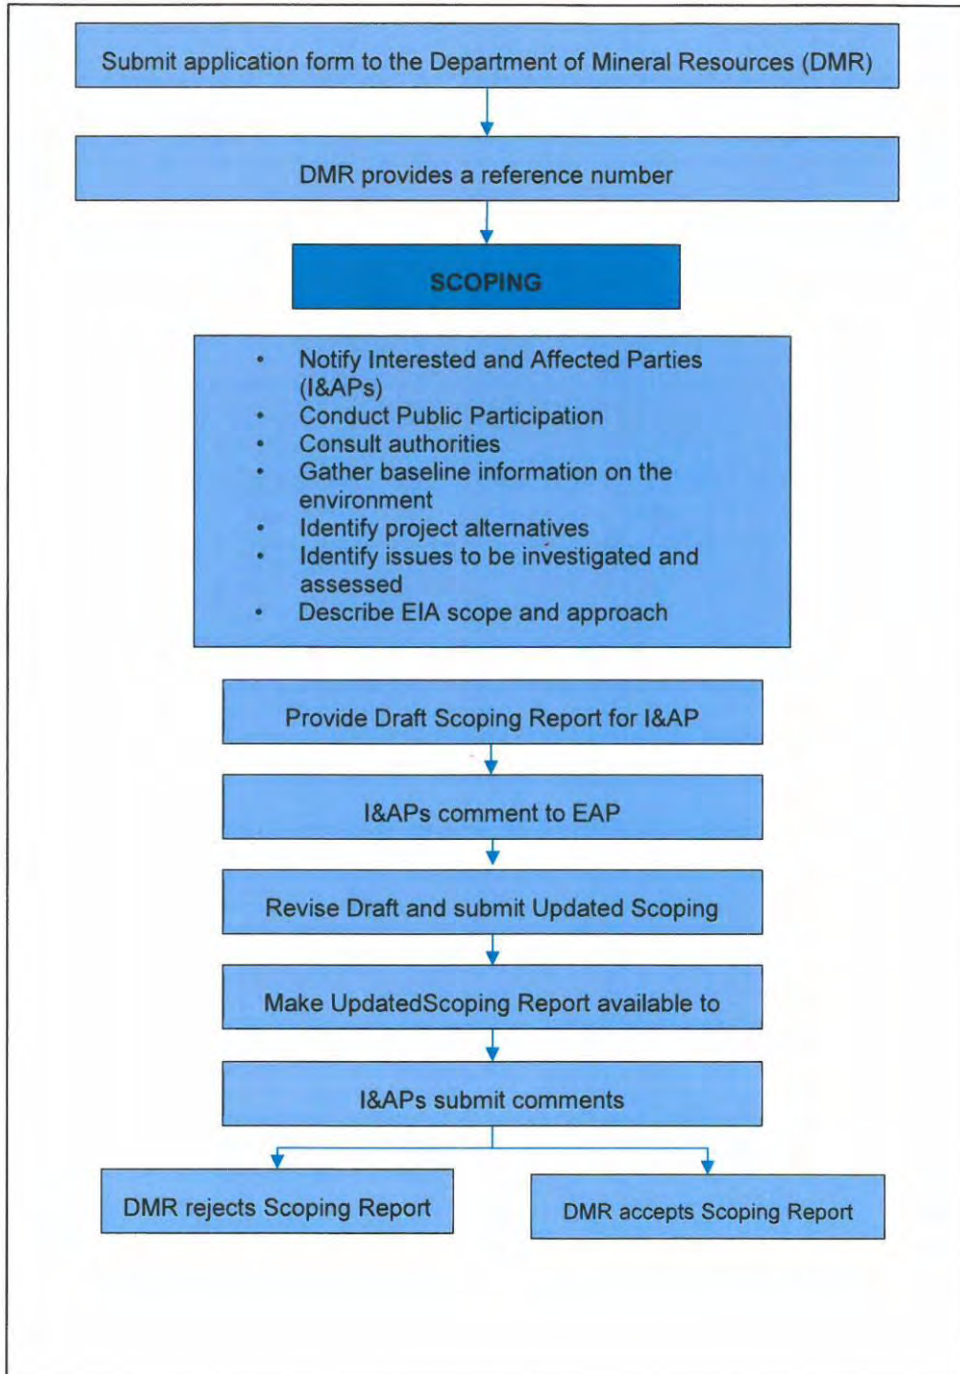 Submit application form to the Department of Mineral Resources (DMR)
DMR provides a reference number
SCOPING
• Notify Interested and Affected Parties
(I&APs)
• Conduct Public Participation
• Consult authorities
• Gather baseline information on the
environment
• Identify project alternatives
• Identify issues to be investigated and
assessed
• Describe EIA scope and approach
Provide Draft Scoping Report for I&AP
I&APs comment to EAP
Revise Draft and submit Updated Scoping
Make UpdatedScoping Report available to
I&APs submit comments
DMR rejects Scoping Report
DMR accepts Scoping Report